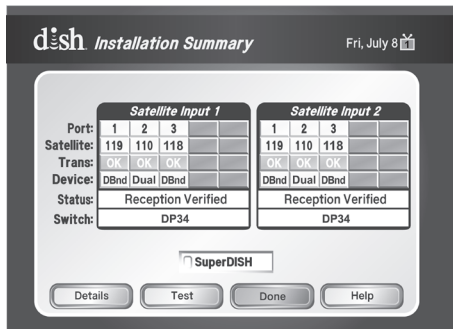 dish Installation Summary Fri, July 8 1
Satellite Input 1 Satellite Input 2
Port: 1 2 3 1 2 3
Satellite: 119 110 118 119 110 118
Trans: OK OK OK OK OK OK
Device: DBnd Dual DBnd DBnd Dual DBnd
Status: Reception Verified Reception Verified
Switch: DP34 DP34
SuperDISH
Details Test Done Help